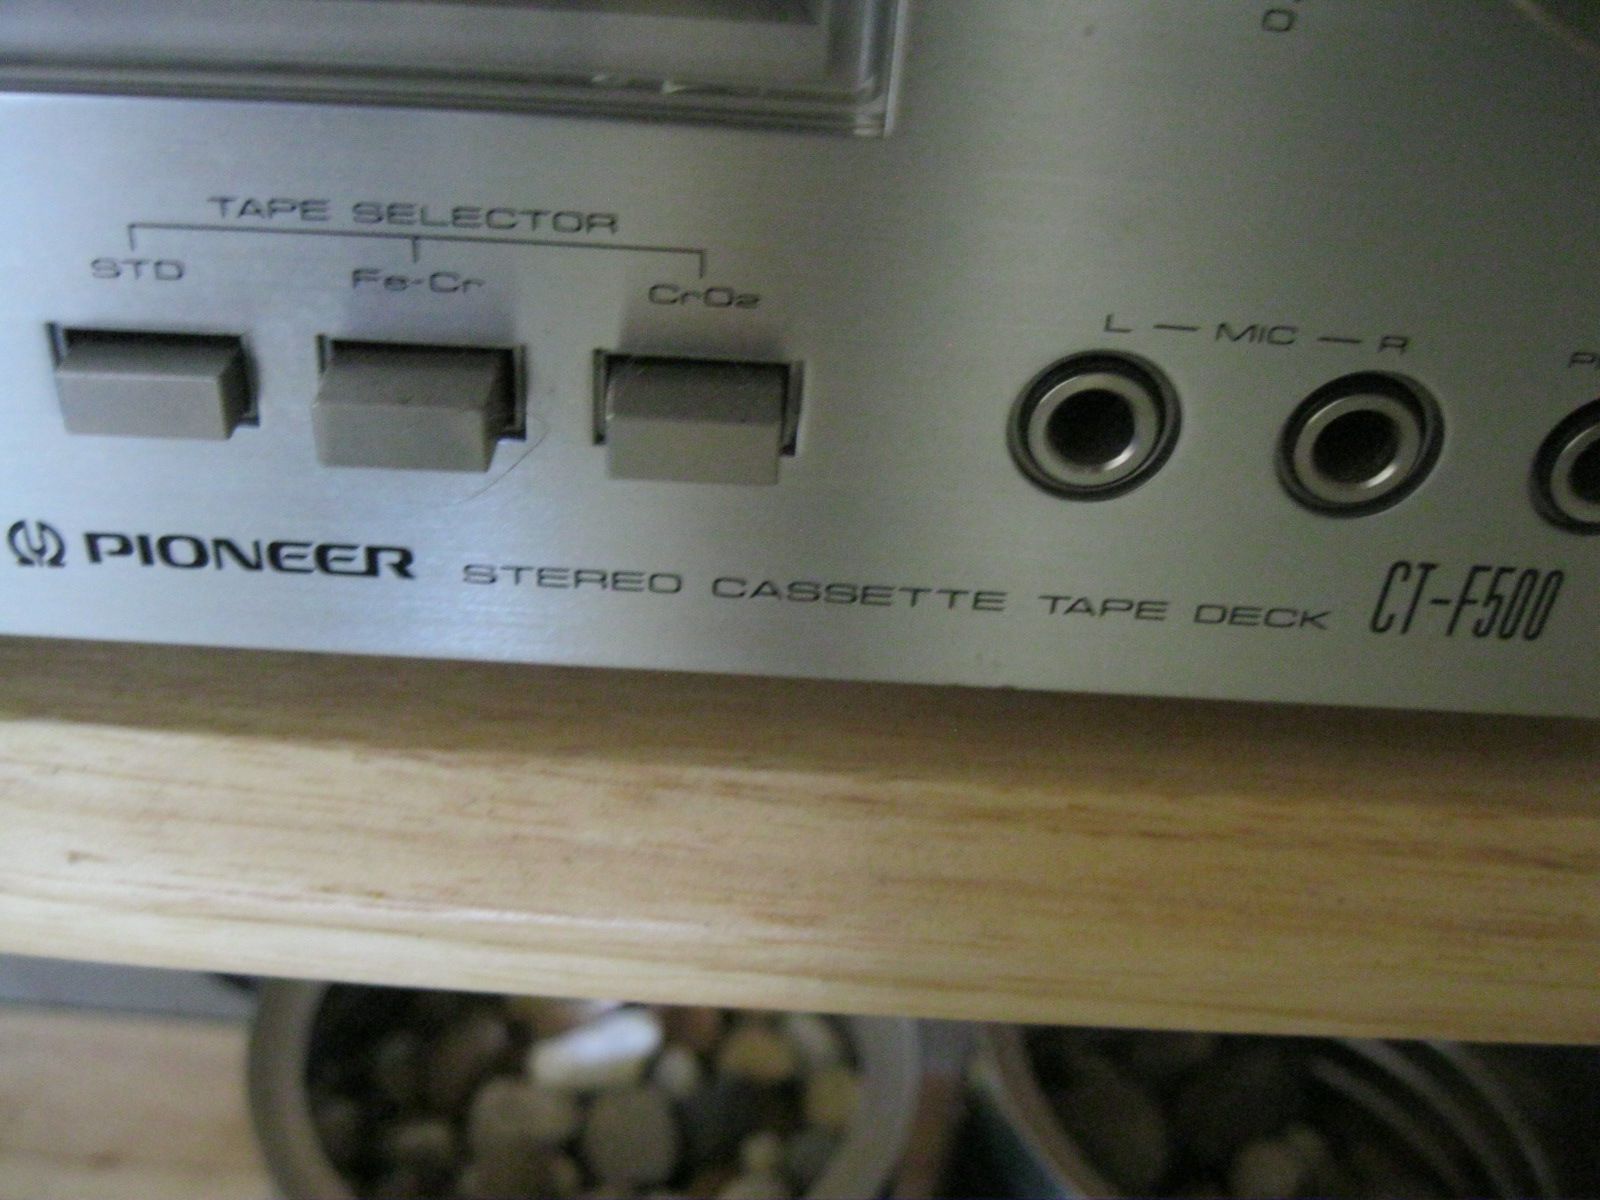 O
TAPE SELECTOR
STD Fe-Cr CrO2
L — MIC — R
PIONEER STEREO CASSETTE TAPE DECK CT-F500